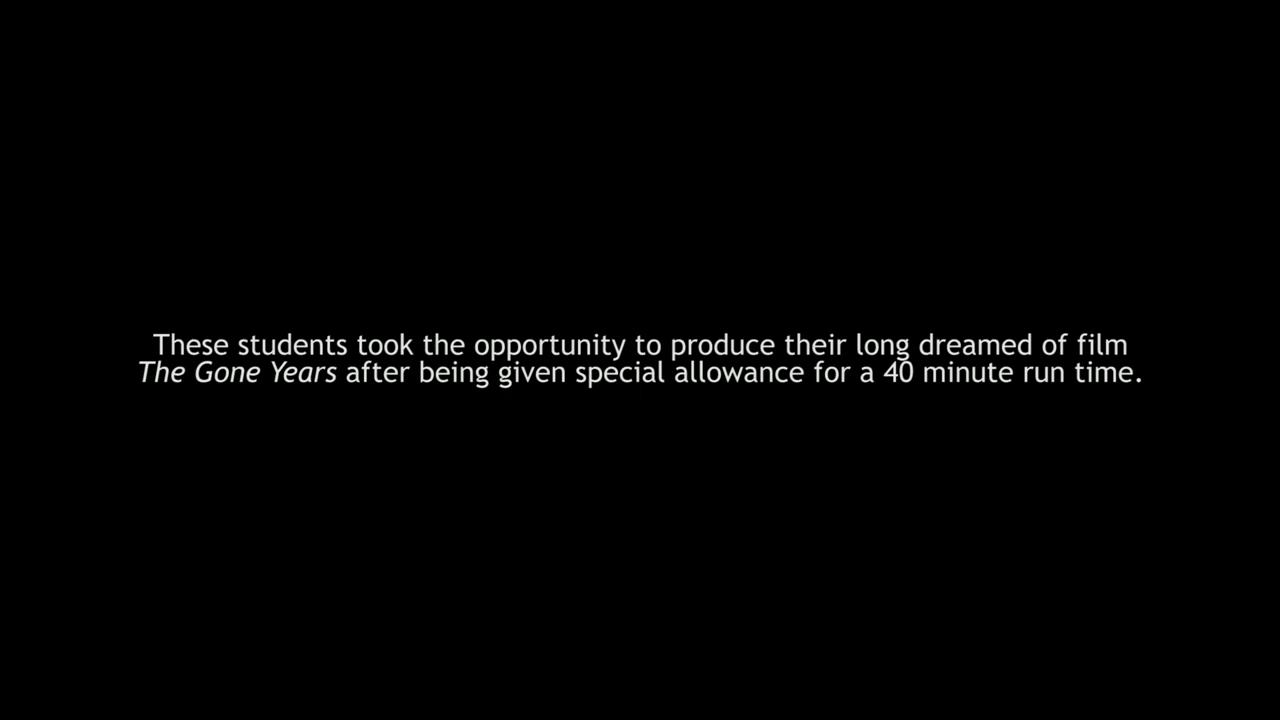 These students took the opportunity to produce their long dreamed of film
The Gone Years after being given special allowance for a 40 minute run time.